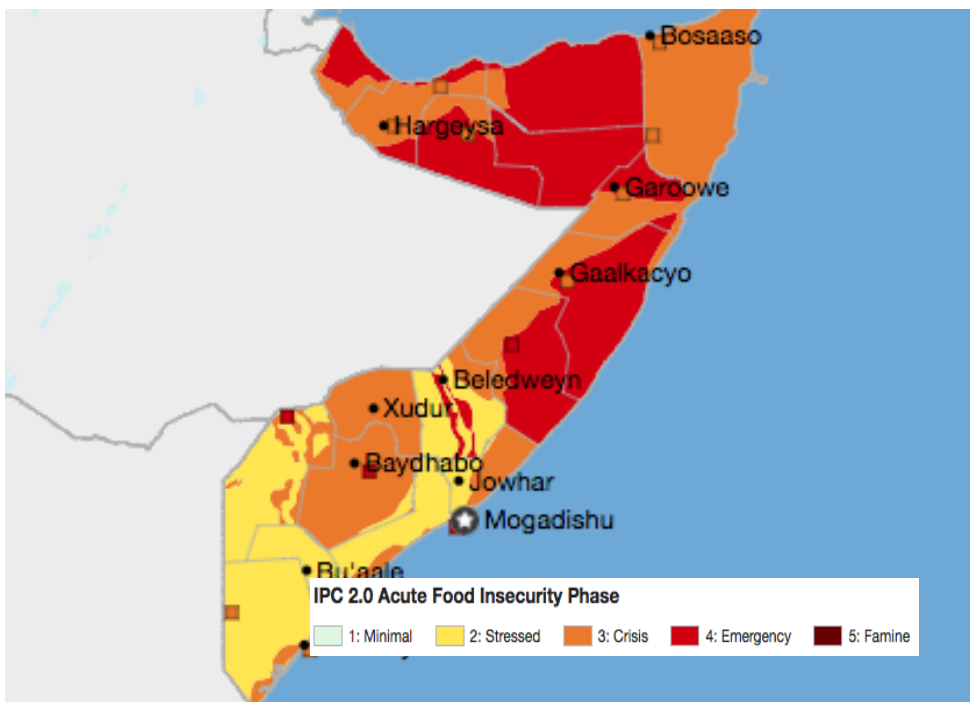 Bosaaso
Hargeysa
Garoowe
Gaalkacyo
Beledweyn
Xudur
Baydhabo
Jowhar
Mogadishu
Bu'aale
IPC 2.0 Acute Food Insecurity Phase
1: Minimal 2: Stressed 3: Crisis 4: Emergency 5: Famine